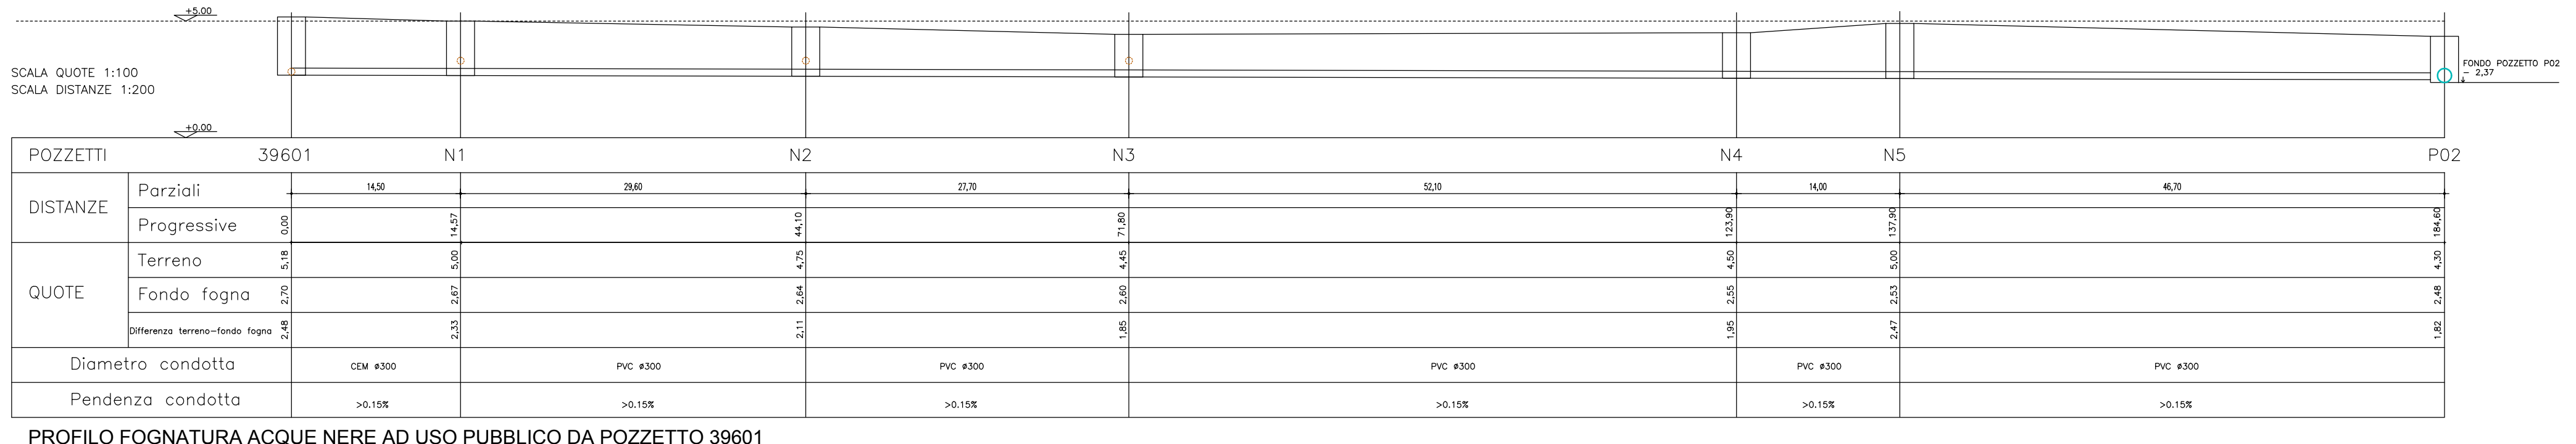 +5.00
SCALA QUOTE 1:100
SCALA DISTANZE 1:200
FONDO POZZETTO P02
- 2,37
+0.00
POZZETTI 39601 N1 N2 N3 N4 N5 P02
DISTANZE
Parziali 14,50 29,60 27,70 52,10 14,00 46,70
Progressive 0,00 14,57 44,10 71,80 123,90 137,90 184,60
QUOTE
Terreno 5,18 5,00 4,75 4,45 4,50 5,00 4,30
Fondo fogna 2,70 2,67 2,64 2,60 2,55 2,53 2,48
Differenza terreno-fondo fogna 2,48 2,33 2,11 1,85 1,95 2,47 1,82
Diametro condotta CEM ø300 PVC ø300 PVC ø300 PVC ø300 PVC ø300 PVC ø300
Pendenza condotta >0.15% >0.15% >0.15% >0.15% >0.15% >0.15%
PROFILO FOGNATURA ACQUE NERE AD USO PUBBLICO DA POZZETTO 39601